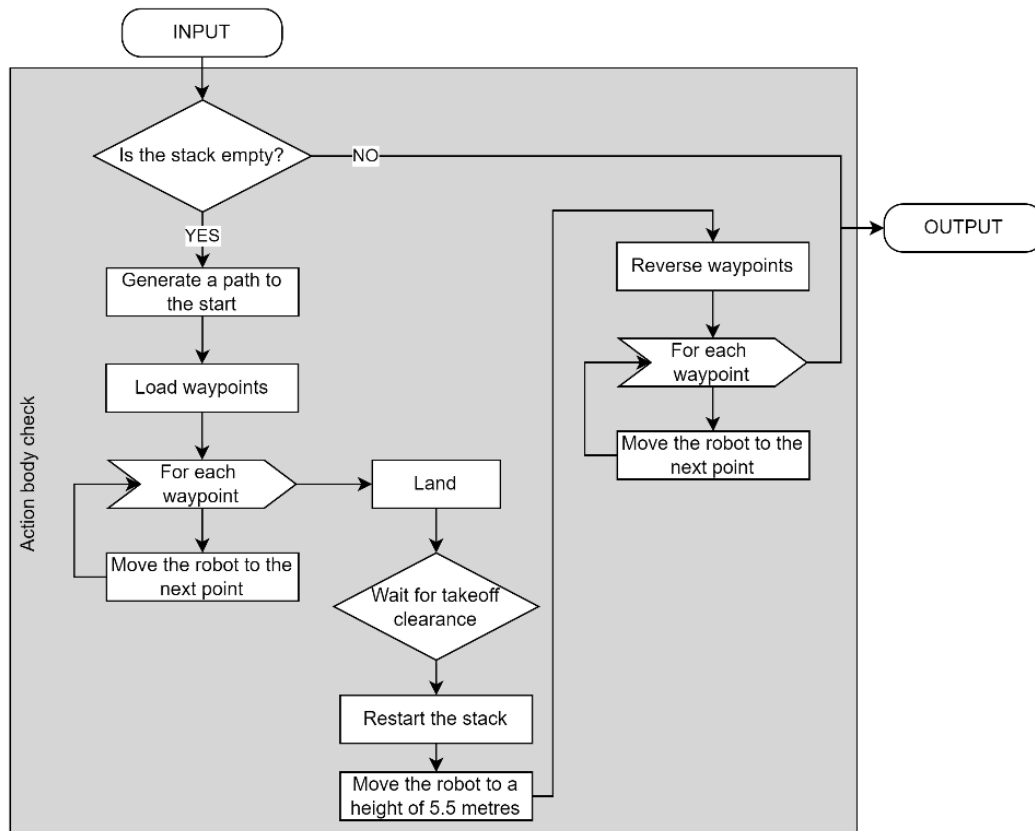 INPUT
Is the stack empty?
NO
YES
Generate a path to
the start
Load waypoints
For each
waypoint
Move the robot to the
next point
Land
Wait for takeoff
clearance
Restart the stack
Move the robot to a
height of 5.5 metres
Reverse waypoints
For each
waypoint
Move the robot to the
next point
OUTPUT
Action body check